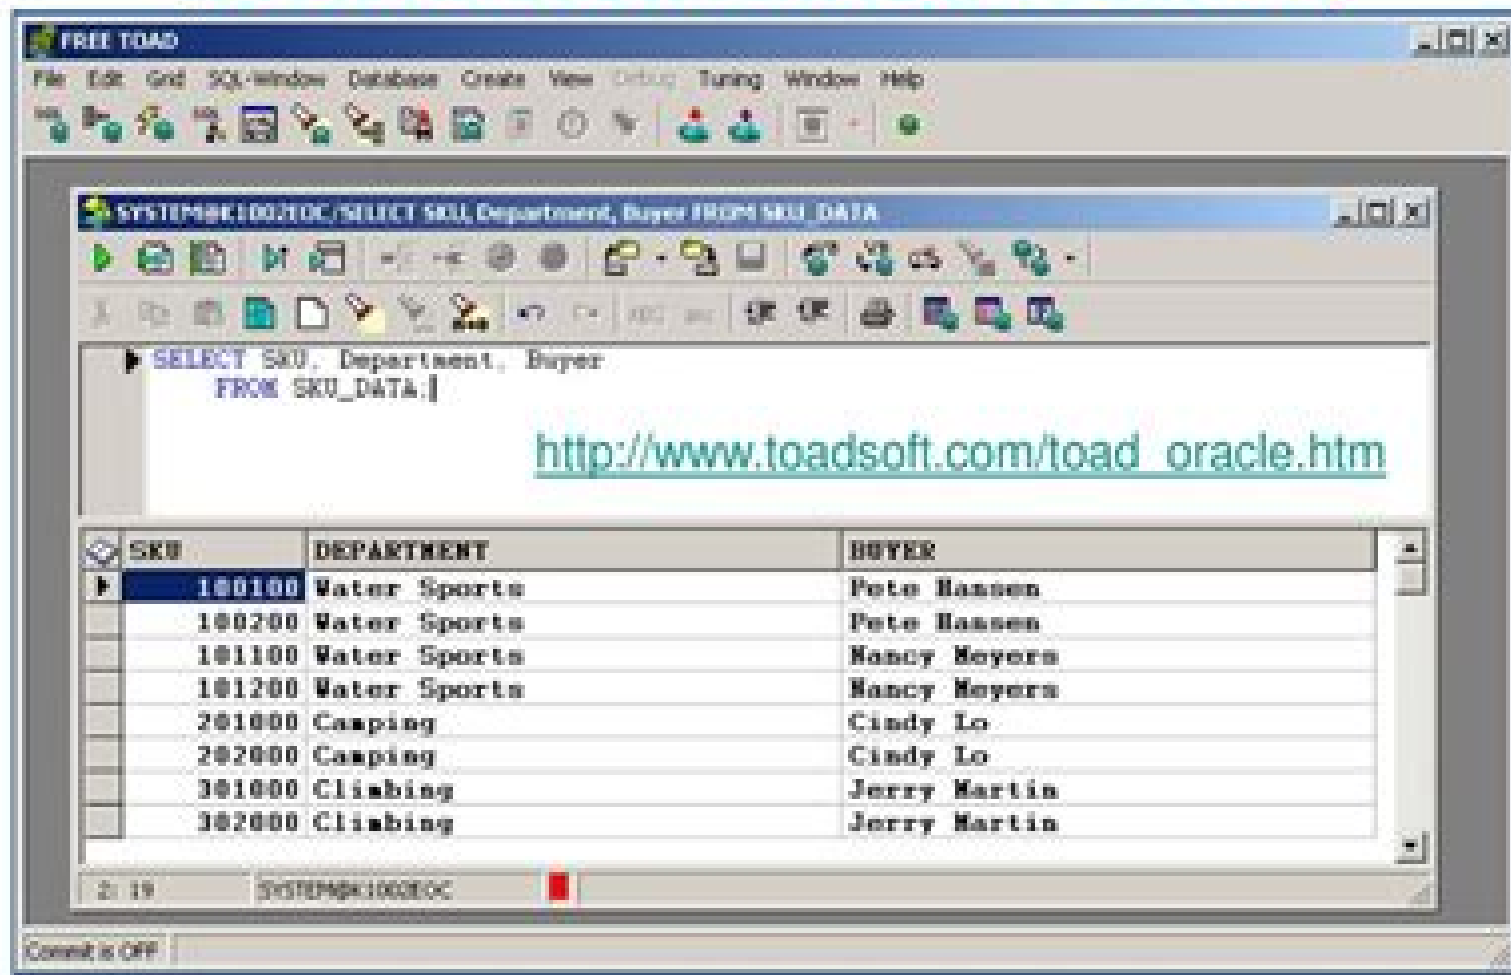 FREE TOAD
File Edit Grid SQL-Window Database Create View Debug Tuning Window Help
SYSTEM@K1002EOC/SELECT SKU, Department, Buyer FROM SKU_DATA
SELECT SKU, Department, Buyer
FROM SKU_DATA;
http://www.toadsoft.com/toad_oracle.htm
SKU DEPARTMENT BUYER
100100 Water Sports Pete Hansen
100200 Water Sports Pete Hansen
101100 Water Sports Nancy Meyers
101200 Water Sports Nancy Meyers
201000 Camping Cindy Lo
202000 Camping Cindy Lo
301000 Climbing Jerry Martin
302000 Climbing Jerry Martin
2: 19 SYSTEM@K1002EOC
Commit is OFF